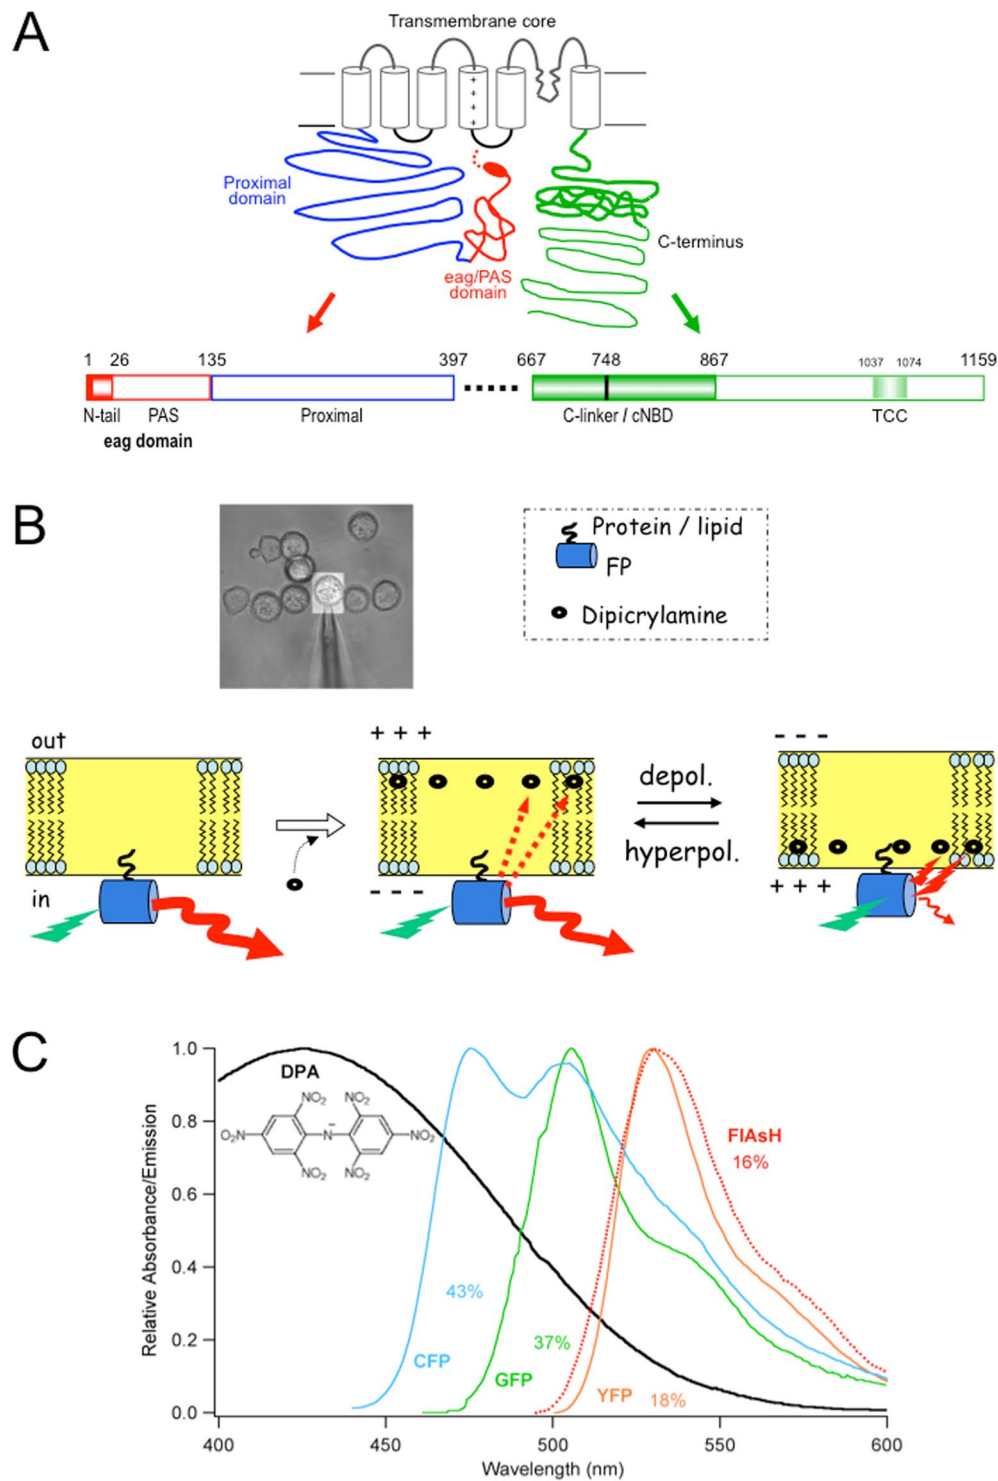 A
Transmembrane core
+
+
+
+
Proximal
domain
eag/PAS
domain
C-terminus
1 26 135 397 667 748 867 1037 1074 1159
N-tail PAS Proximal C-linker / cNBD TCC
eag domain
B
Protein / lipid
FP
Dipicrylamine
out
in
+ + +
- - -
depol.
hyperpol.
- - -
+ + +
C
Relative Absorbance/Emission
1.0
0.8
0.6
0.4
0.2
0.0
DPA
NO₂ NO₂
O₂N N⁻ NO₂
NO₂ NO₂
FlAsH
16%
43%
37%
CFP
GFP
YFP 18%
400 450 500 550 600
Wavelength (nm)